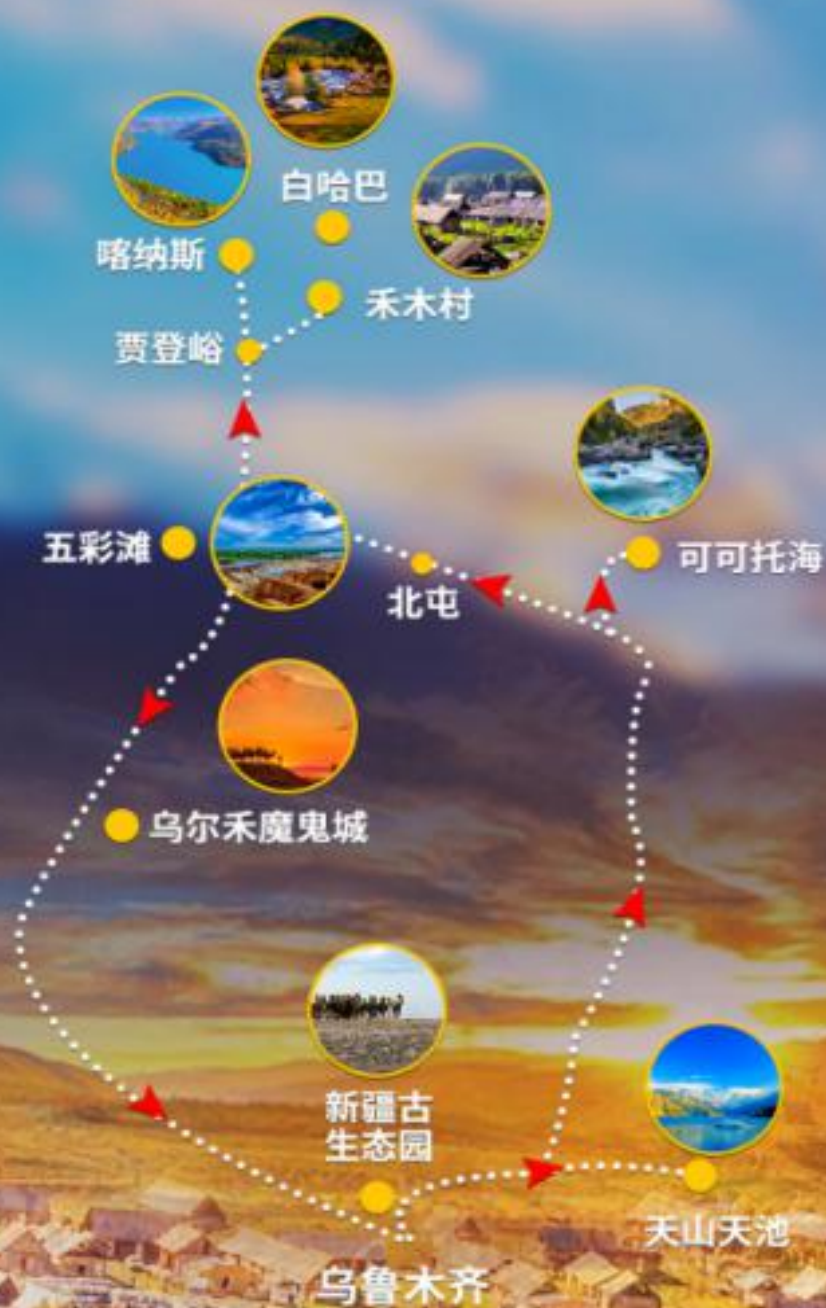 白哈巴
喀纳斯
禾木村
贾登峪
五彩滩
北屯
可可托海
乌尔禾魔鬼城
新疆古
生态园
天山天池
乌鲁木齐